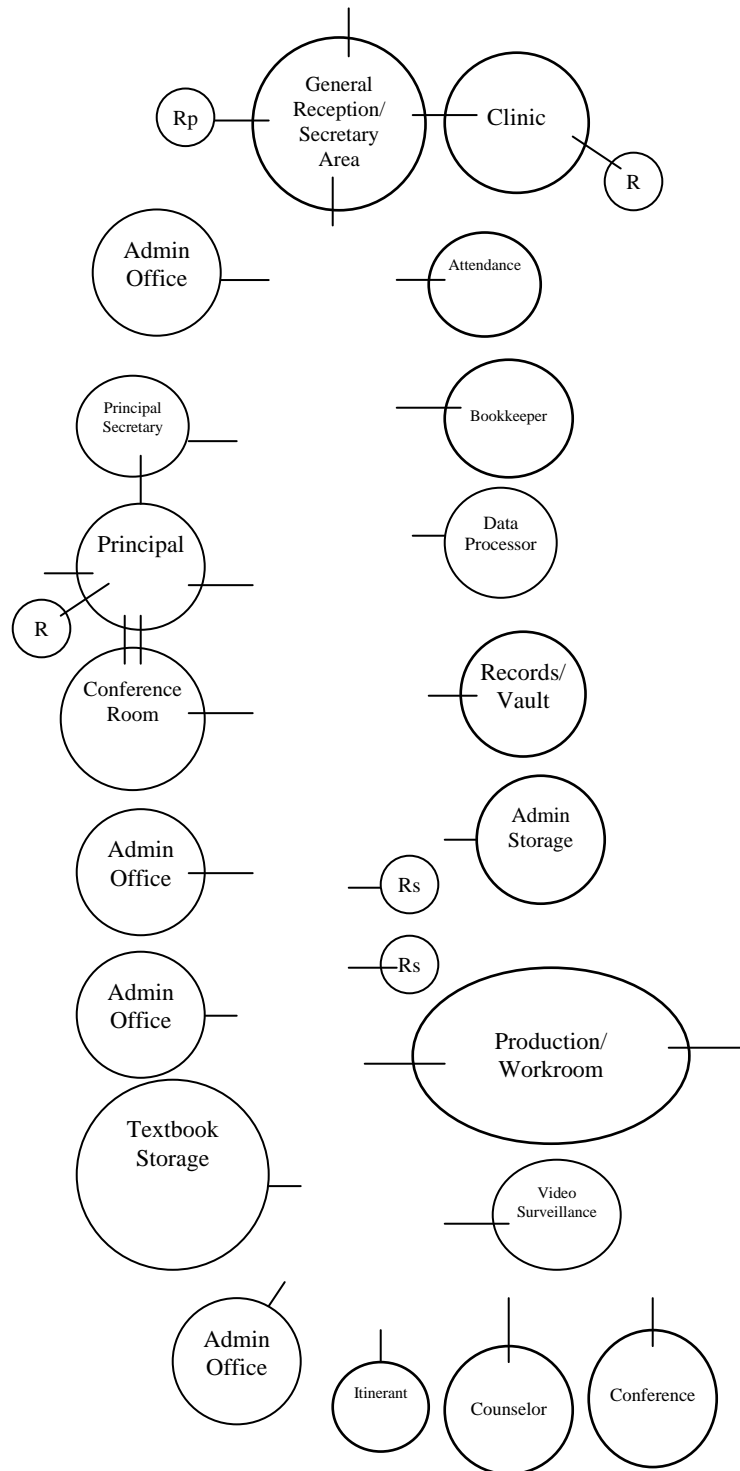 General
Reception/
Secretary
Area
Rp
Clinic
R
Admin
Office
Attendance
Principal
Secretary
Bookkeeper
Principal
Data
Processor
R
Conference
Room
Records/
Vault
Admin
Office
Admin
Storage
Rs
Rs
Admin
Office
Production/
Workroom
Textbook
Storage
Video
Surveillance
Admin
Office
Itinerant
Counselor
Conference